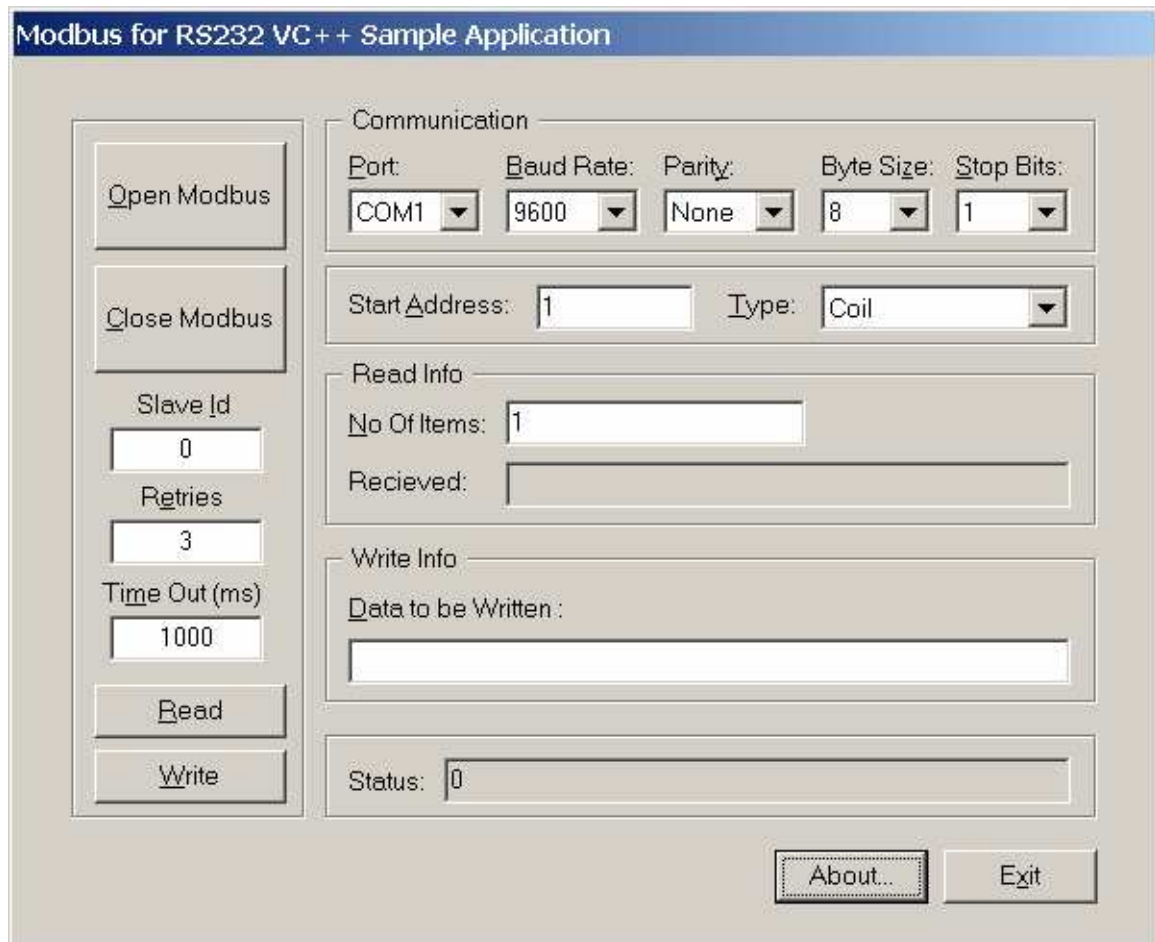 Modbus for RS232 VC++ Sample Application
Open Modbus
Close Modbus
Slave Id
0
Retries
3
Time Out (ms)
1000
Read
Write
Communication
Port: Baud Rate: Parity: Byte Size: Stop Bits:
COM1 9600 None 8 1
Start Address: 1 Type: Coil
Read Info
No Of Items: 1
Recieved:
Write Info
Data to be Written :
Status: 0
About... Exit